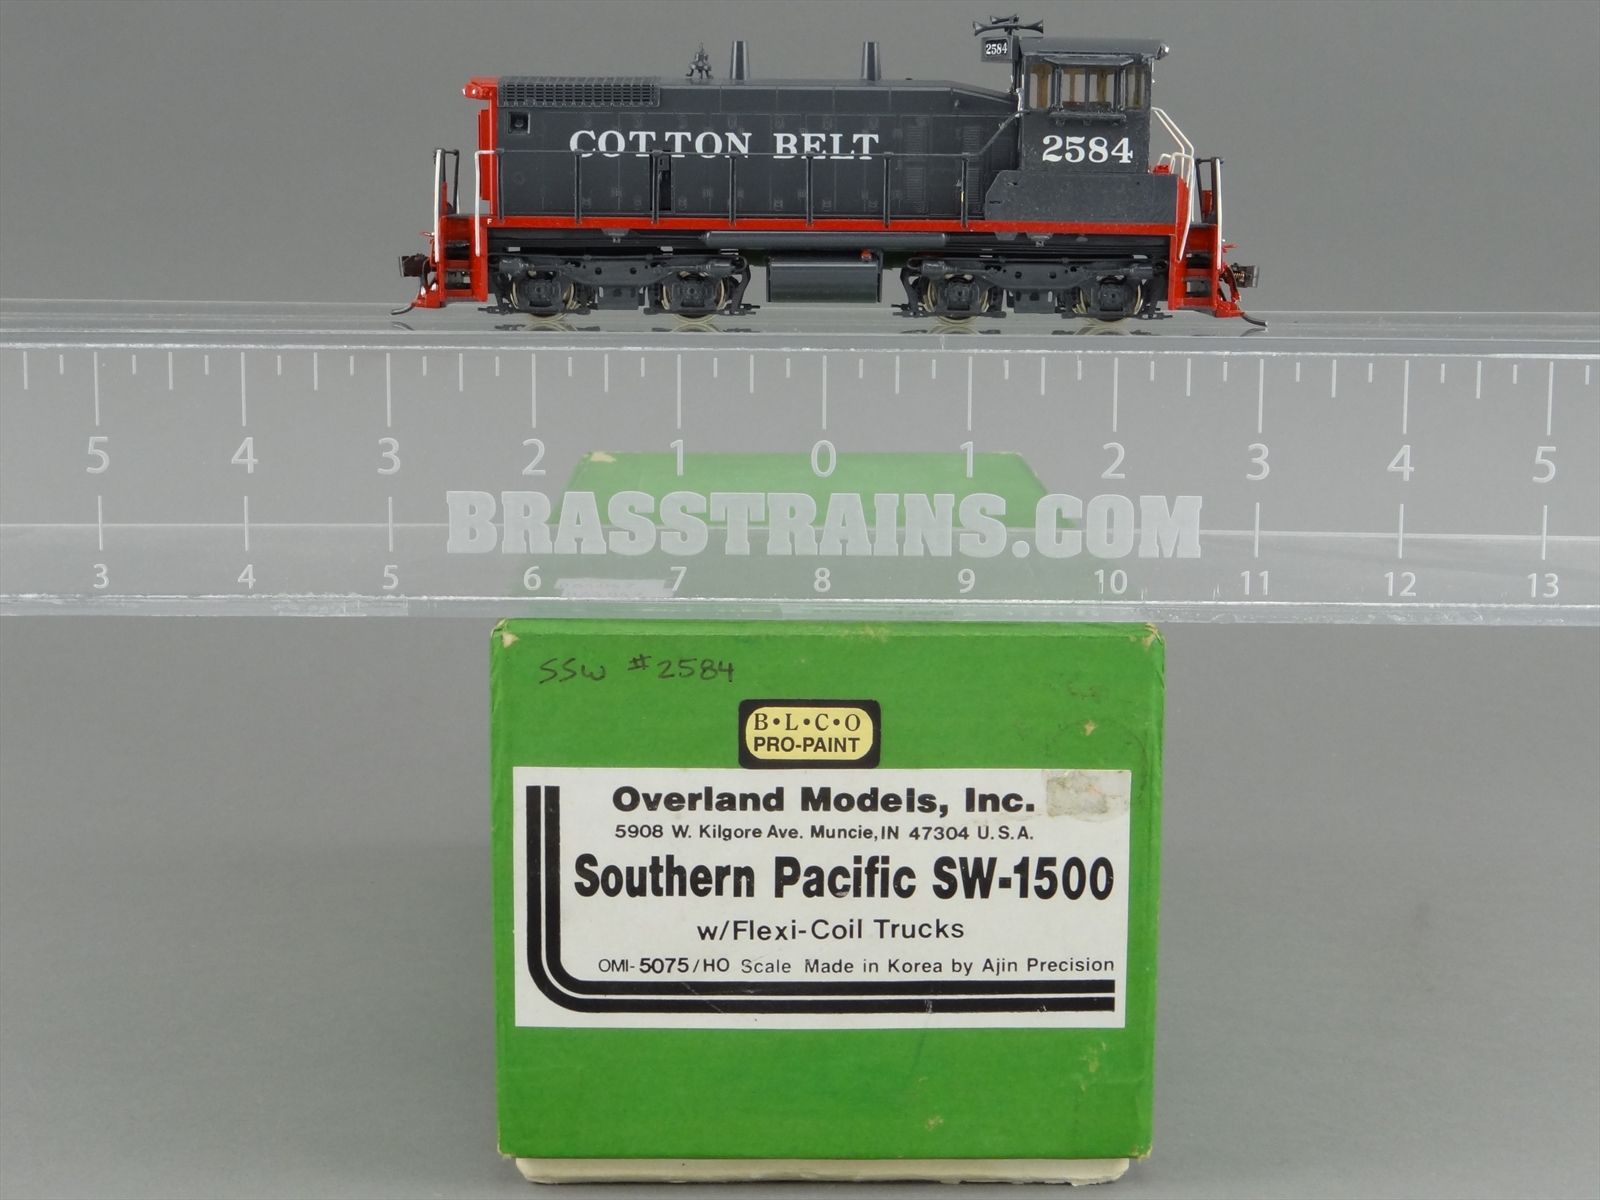 2584
COTTON BELT
2584
F
5 4 3 2 1 0 1 2 3 4 5
BRASSTRAINS.COM
3 4 5 6 7 8 9 10 11 12 13
SSW #2584
B•L•C•O
PRO-PAINT
Overland Models, Inc.
5908 W. Kilgore Ave. Muncie, IN 47304 U.S.A.
Southern Pacific SW-1500
w/Flexi-Coil Trucks
OMI-5075/HO Scale Made in Korea by Ajin Precision